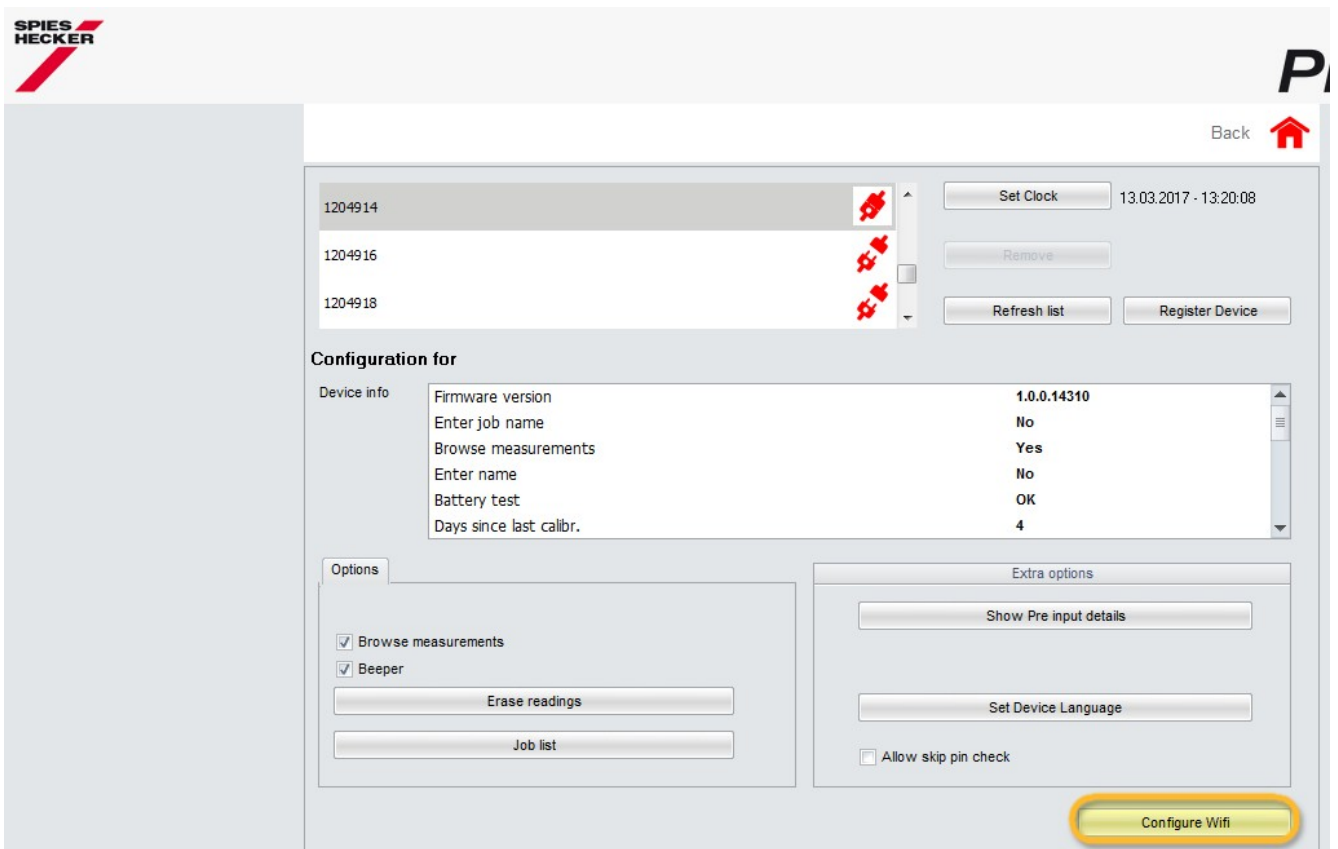 SPIES
HECKER
Back
1204914
Set Clock
13.03.2017 - 13:20:08
1204916
Remove
1204918
Refresh list
Register Device
Configuration for
Device info
Firmware version 1.0.0.14310
Enter job name No
Browse measurements Yes
Enter name No
Battery test OK
Days since last calibr. 4
Options
Browse measurements
Beeper
Erase readings
Job list
Extra options
Show Pre input details
Set Device Language
Allow skip pin check
Configure Wifi